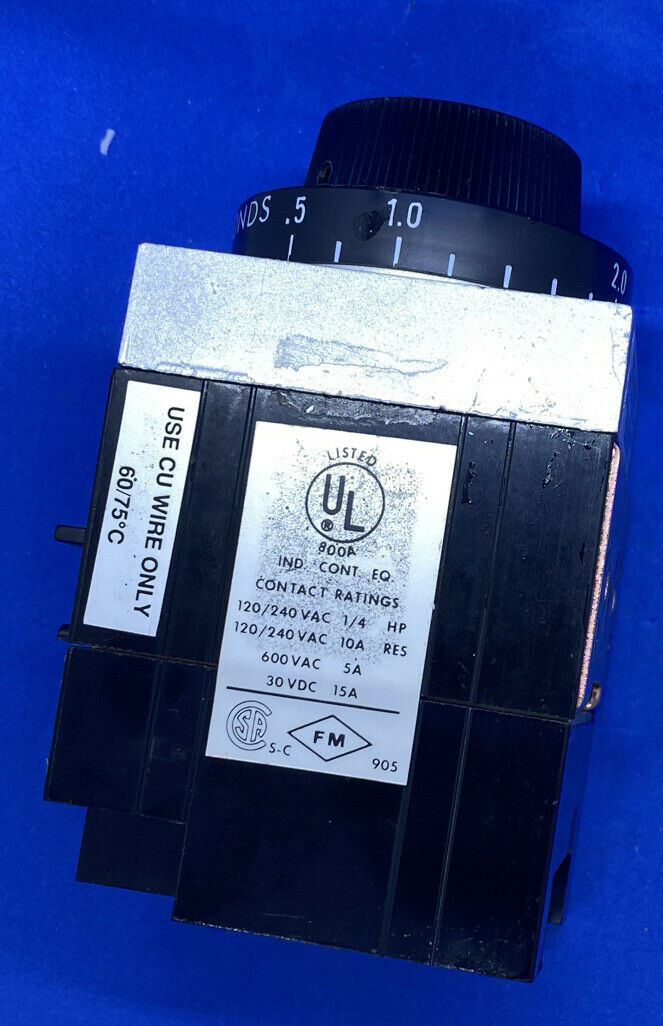 .5 1.0 2.0
USE CU WIRE ONLY
60/75°C
LISTED
UL
®
800A
IND. CONT. EQ.
CONTACT RATINGS
120/240 VAC 1/4 HP
120/240 VAC 10A RES
600 VAC 5A
30 VDC 15A
CSA S-C FM 905